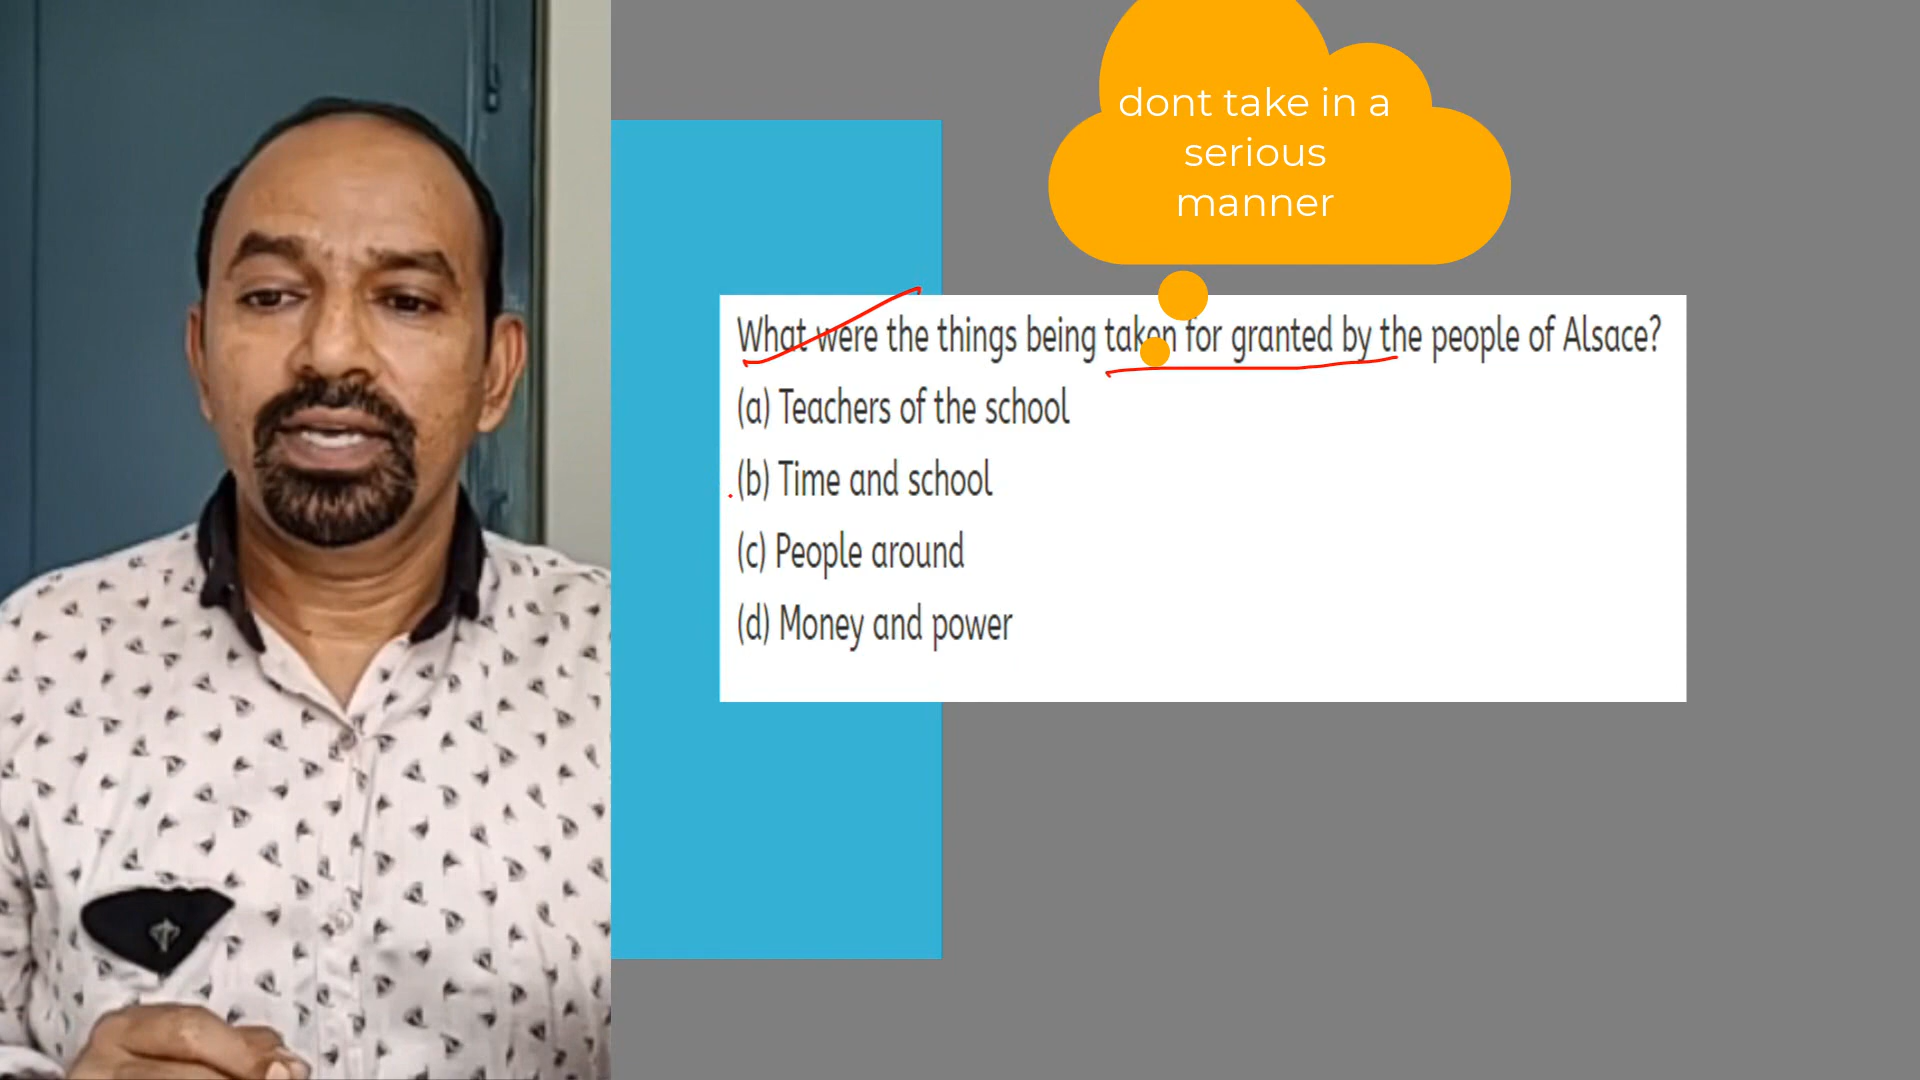 dont take in a
serious
manner
What were the things being taken for granted by the people of Alsace?
(a) Teachers of the school
(b) Time and school
(c) People around
(d) Money and power